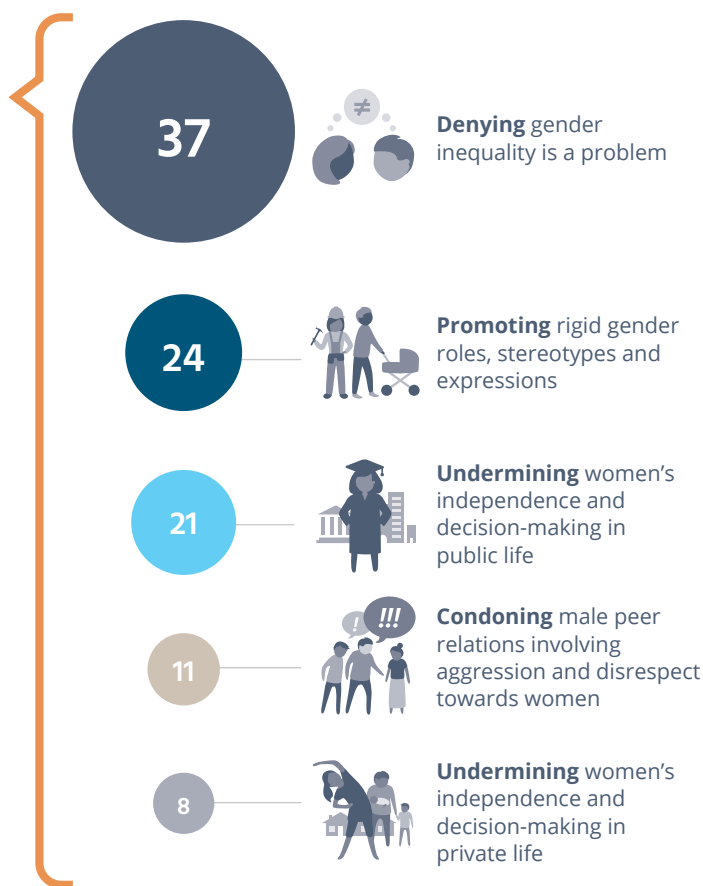 37
≠
Denying gender
inequality is a problem
24
Promoting rigid gender
roles, stereotypes and
expressions
21
Undermining women’s
independence and
decision-making in
public life
11
! !!!
Condoning male peer
relations involving
aggression and disrespect
towards women
8
Undermining women’s
independence and
decision-making in
private life